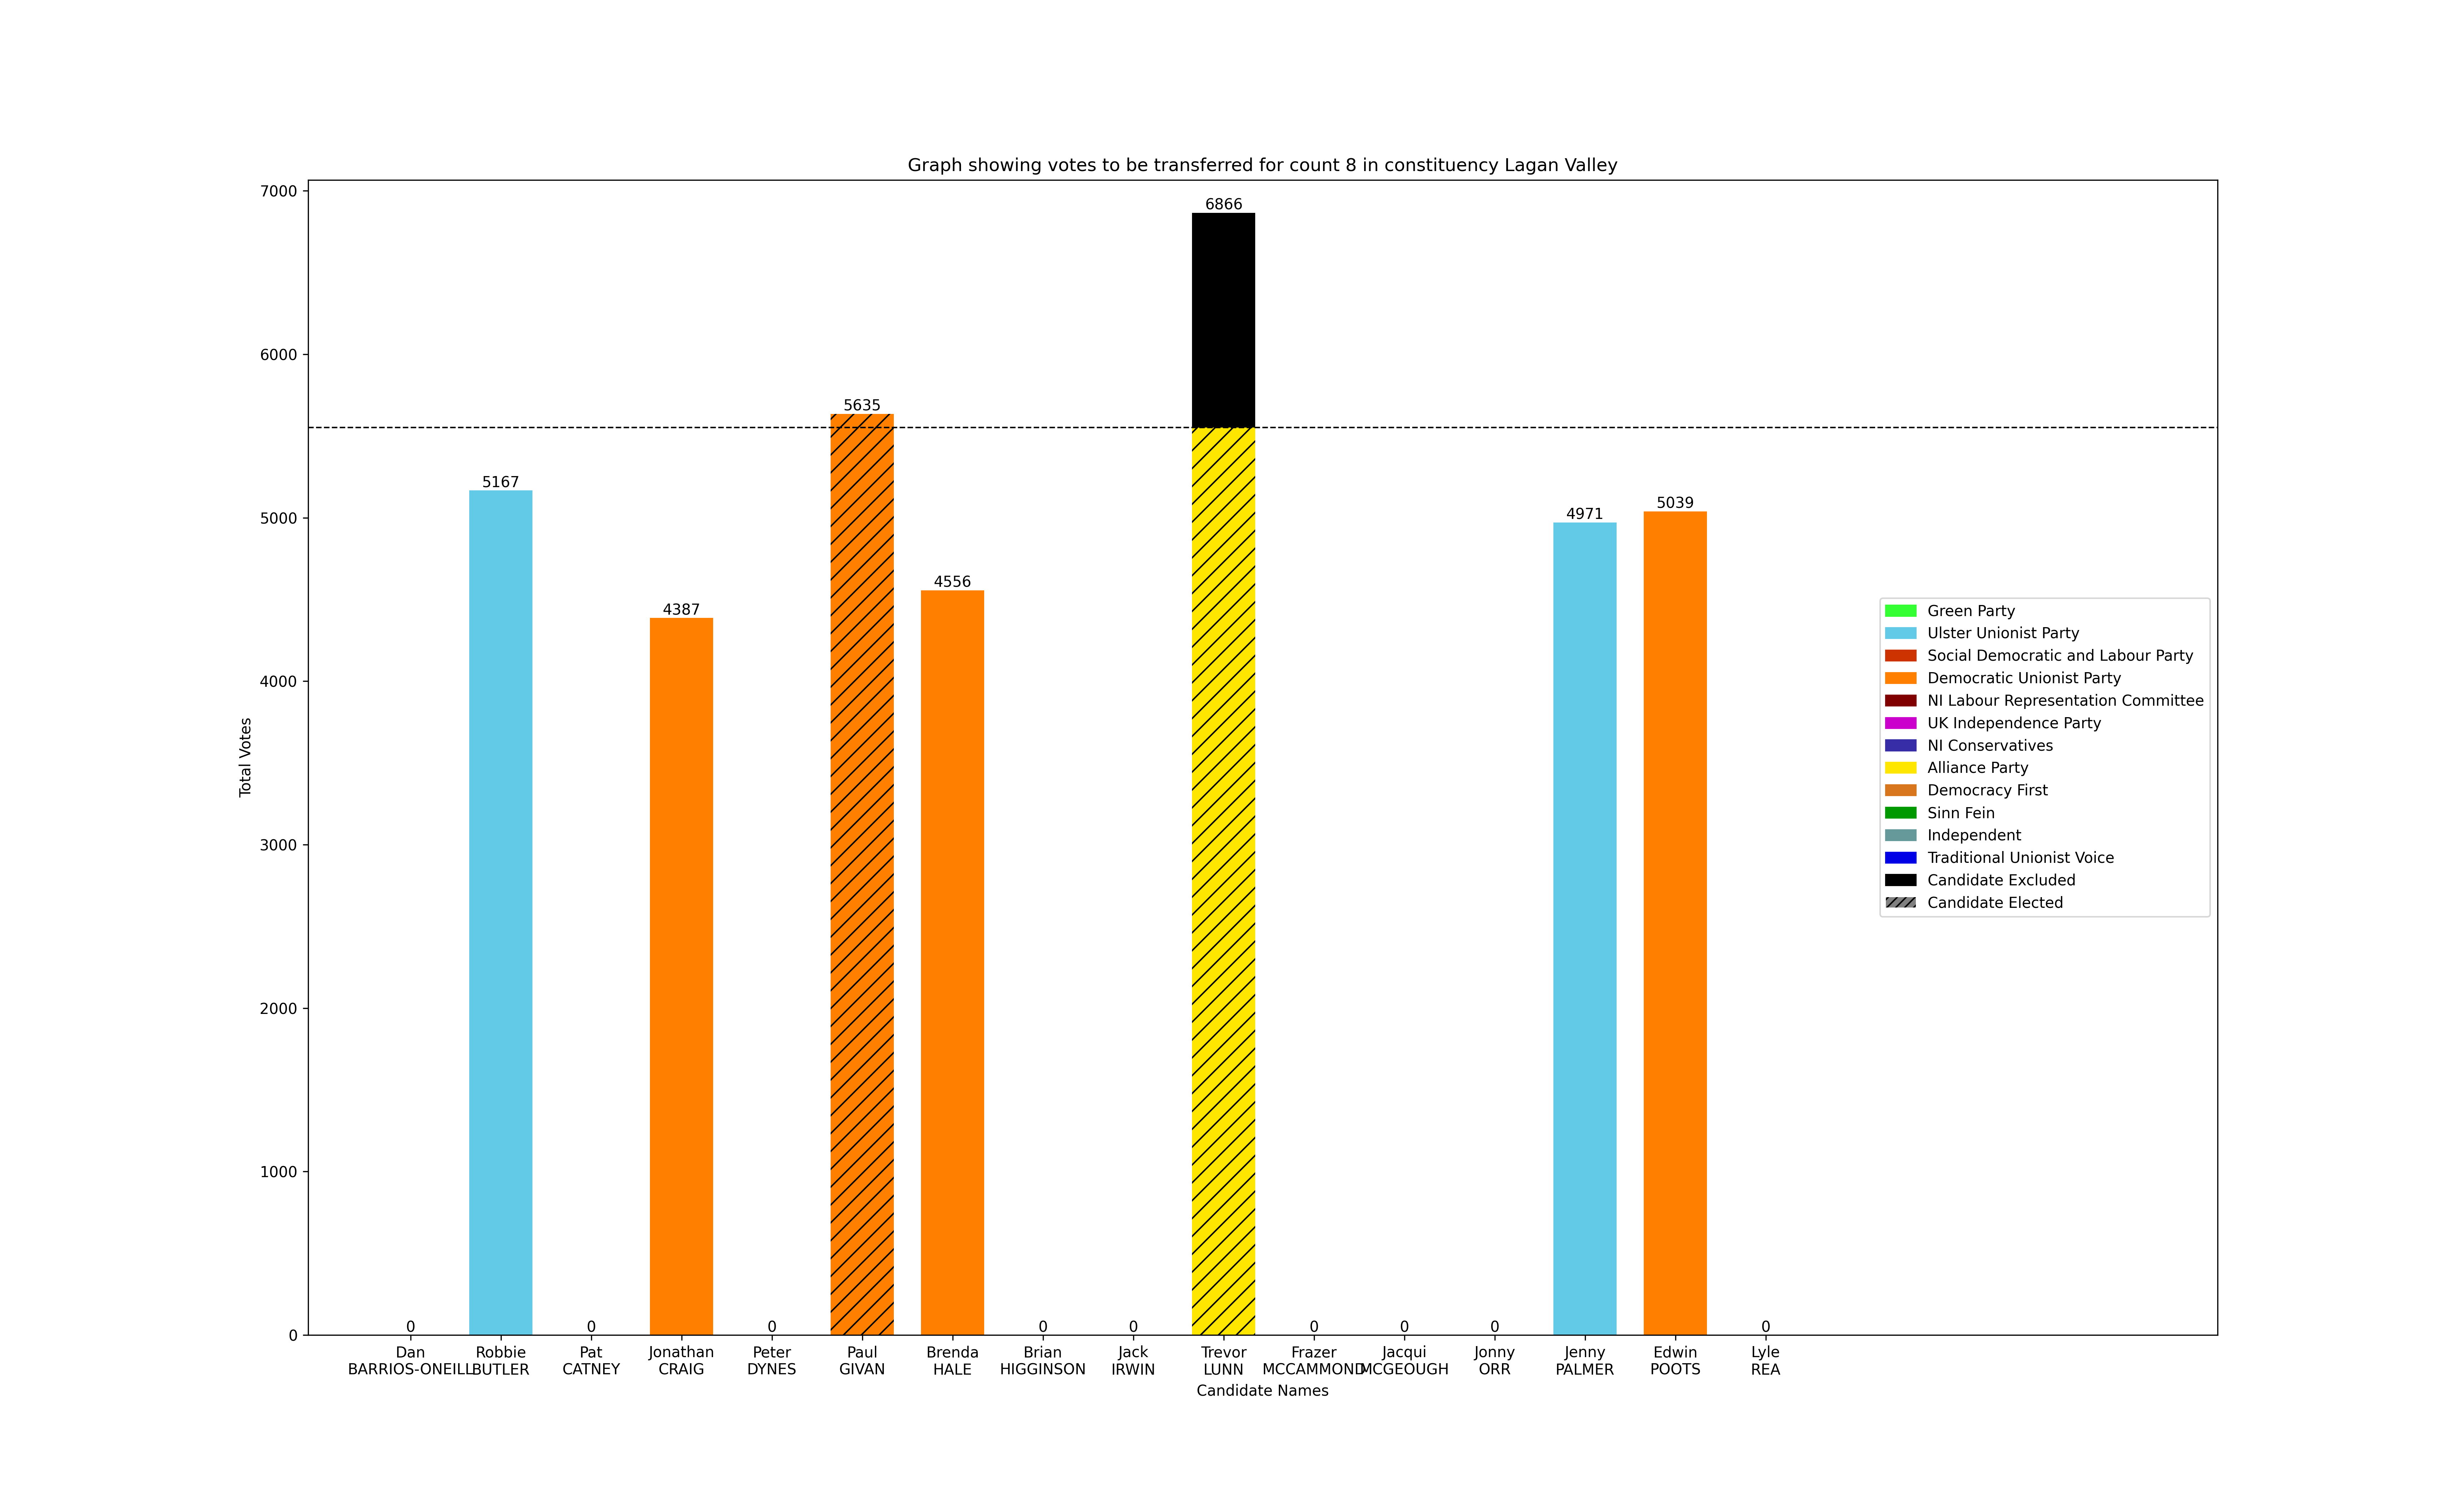 Graph showing votes to be transferred for count 8 in constituency Lagan Valley
7000
6000
5000
4000
3000
2000
1000
0
Total Votes
0
5167
0
4387
0
5635
4556
0
0
6866
0
0
0
4971
5039
0
Dan
BARRIOS-ONEILL
Robbie
BUTLER
Pat
CATNEY
Jonathan
CRAIG
Peter
DYNES
Paul
GIVAN
Brenda
HALE
Brian
HIGGINSON
Jack
IRWIN
Trevor
LUNN
Frazer
MCCAMMOND
Jacqui
MCGEOUGH
Jonny
ORR
Jenny
PALMER
Edwin
POOTS
Lyle
REA
Candidate Names
Green Party
Ulster Unionist Party
Social Democratic and Labour Party
Democratic Unionist Party
NI Labour Representation Committee
UK Independence Party
NI Conservatives
Alliance Party
Democracy First
Sinn Fein
Independent
Traditional Unionist Voice
Candidate Excluded
Candidate Elected